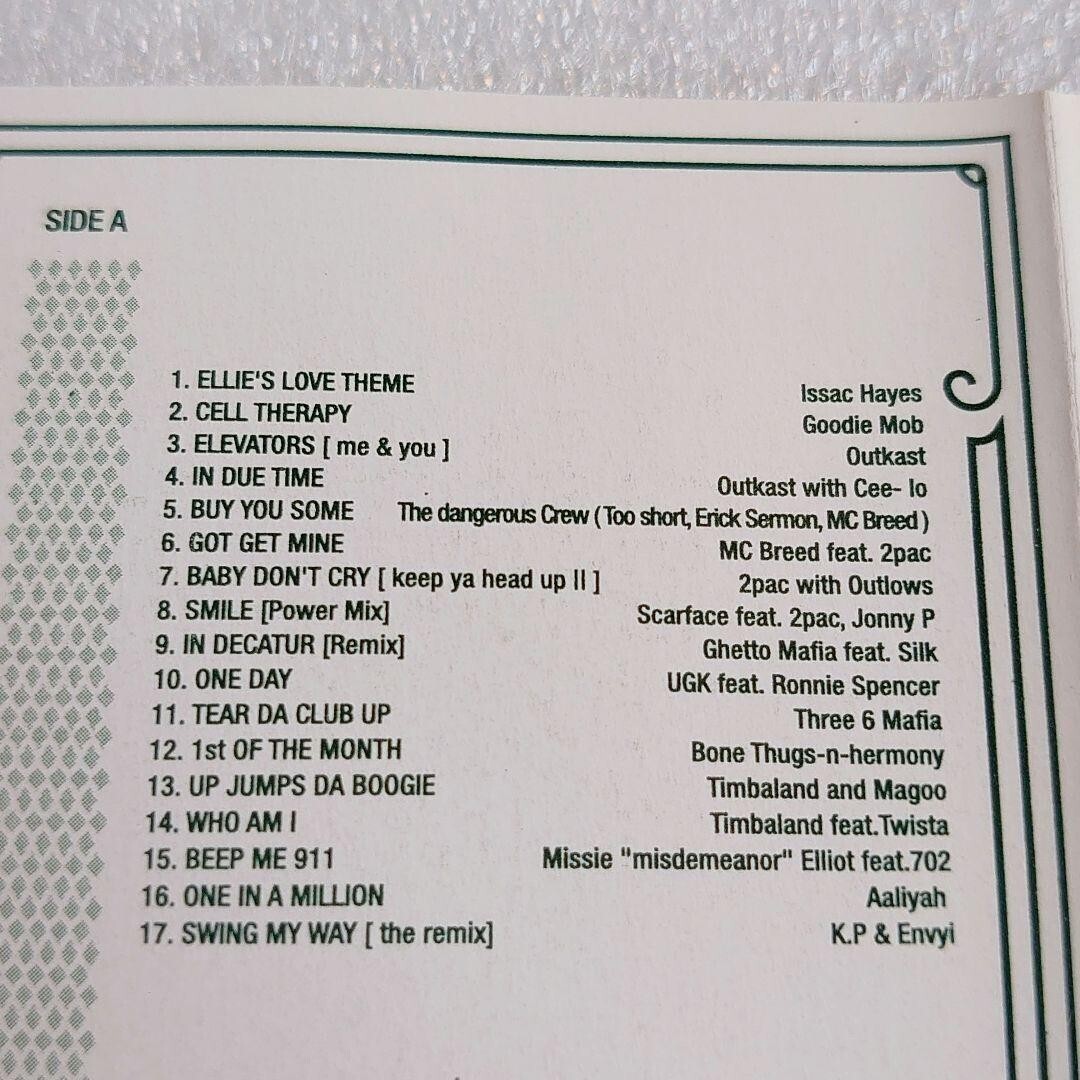 SIDE A
1. ELLIE'S LOVE THEME Issac Hayes
2. CELL THERAPY Goodie Mob
3. ELEVATORS [ me & you ] Outkast
4. IN DUE TIME Outkast with Cee- lo
5. BUY YOU SOME The dangerous Crew ( Too short, Erick Sermon, MC Breed )
6. GOT GET MINE MC Breed feat. 2pac
7. BABY DON'T CRY [ keep ya head up II ] 2pac with Outlows
8. SMILE [Power Mix] Scarface feat. 2pac, Jonny P
9. IN DECATUR [Remix] Ghetto Mafia feat. Silk
10. ONE DAY UGK feat. Ronnie Spencer
11. TEAR DA CLUB UP Three 6 Mafia
12. 1st OF THE MONTH Bone Thugs-n-hermony
13. UP JUMPS DA BOOGIE Timbaland and Magoo
14. WHO AM I Timbaland feat.Twista
15. BEEP ME 911 Missie "misdemeanor" Elliot feat.702
16. ONE IN A MILLION Aaliyah
17. SWING MY WAY [ the remix] K.P & Envyi